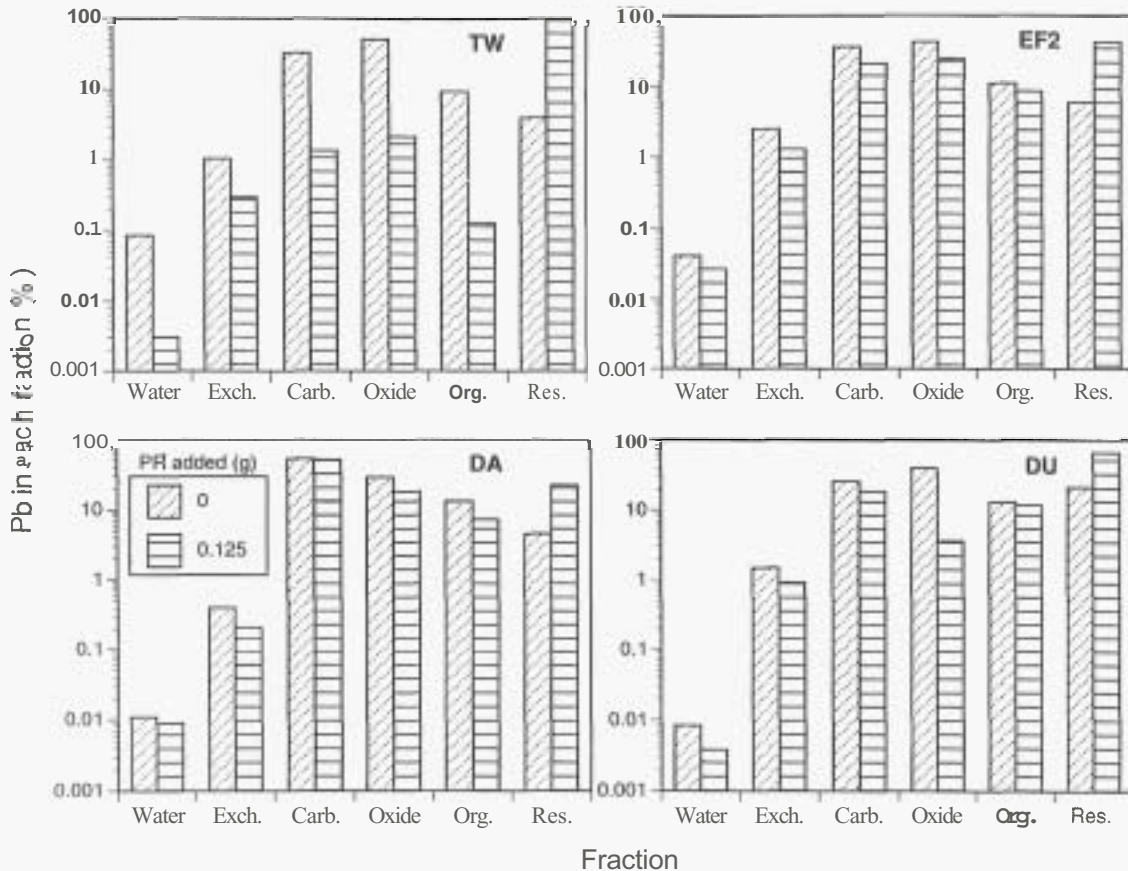 100
TW
10
1
0.1
0.01
0.001
Water Exch. Carb. Oxide Org. Res.
100,
EF2
10
1
0.1
0.01
0.001
Water Exch. Carb. Oxide Org. Res.
Pb in each fraction %)
100,
PR added (g)
0
0.125
DA
10
1
0.1
0.01
0.001
Water Exch. Carb. Oxide Org. Res.
100
DU
10
1
0.1
0.01
0.001
Water Exch. Carb. Oxide Org. Res.
Fraction